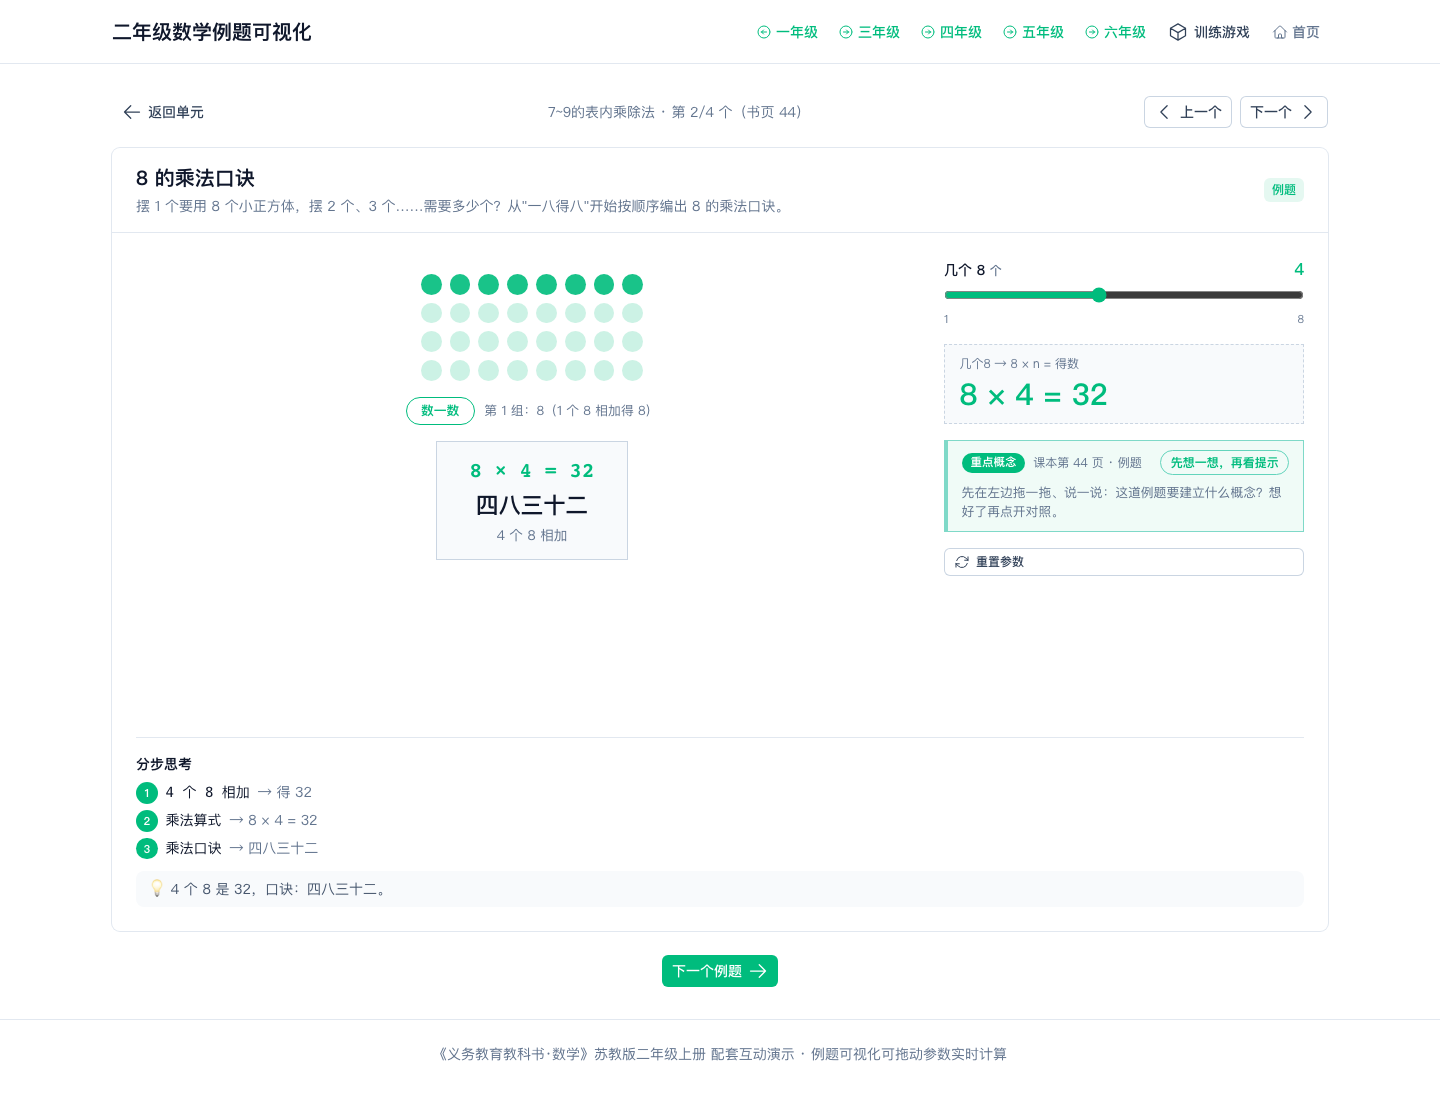 二年级数学例题可视化
一年级 三年级 四年级 五年级 六年级 训练游戏 首页
返回单元
7~9的表内乘除法 · 第 2/4 个（书页 44）
上一个 下一个
8 的乘法口诀
摆 1 个要用 8 个小正方体，摆 2 个、3 个……需要多少个？从"一八得八"开始按顺序编出 8 的乘法口诀。
例题
数一数 第 1 组：8（1 个 8 相加得 8）
8 × 4 = 32
四八三十二
4 个 8 相加
几个 8 个 4
1 8
几个8 → 8 × n = 得数
8 × 4 = 32
重点概念 课本第 44 页 · 例题 先想一想，再看提示
先在左边拖一拖、说一说：这道例题要建立什么概念？想
好了再点开对照。
重置参数
分步思考
1 4 个 8 相加 → 得 32
2 乘法算式 → 8 × 4 = 32
3 乘法口诀 → 四八三十二
💡 4 个 8 是 32，口诀：四八三十二。
下一个例题
《义务教育教科书·数学》苏教版二年级上册 配套互动演示 · 例题可视化可拖动参数实时计算